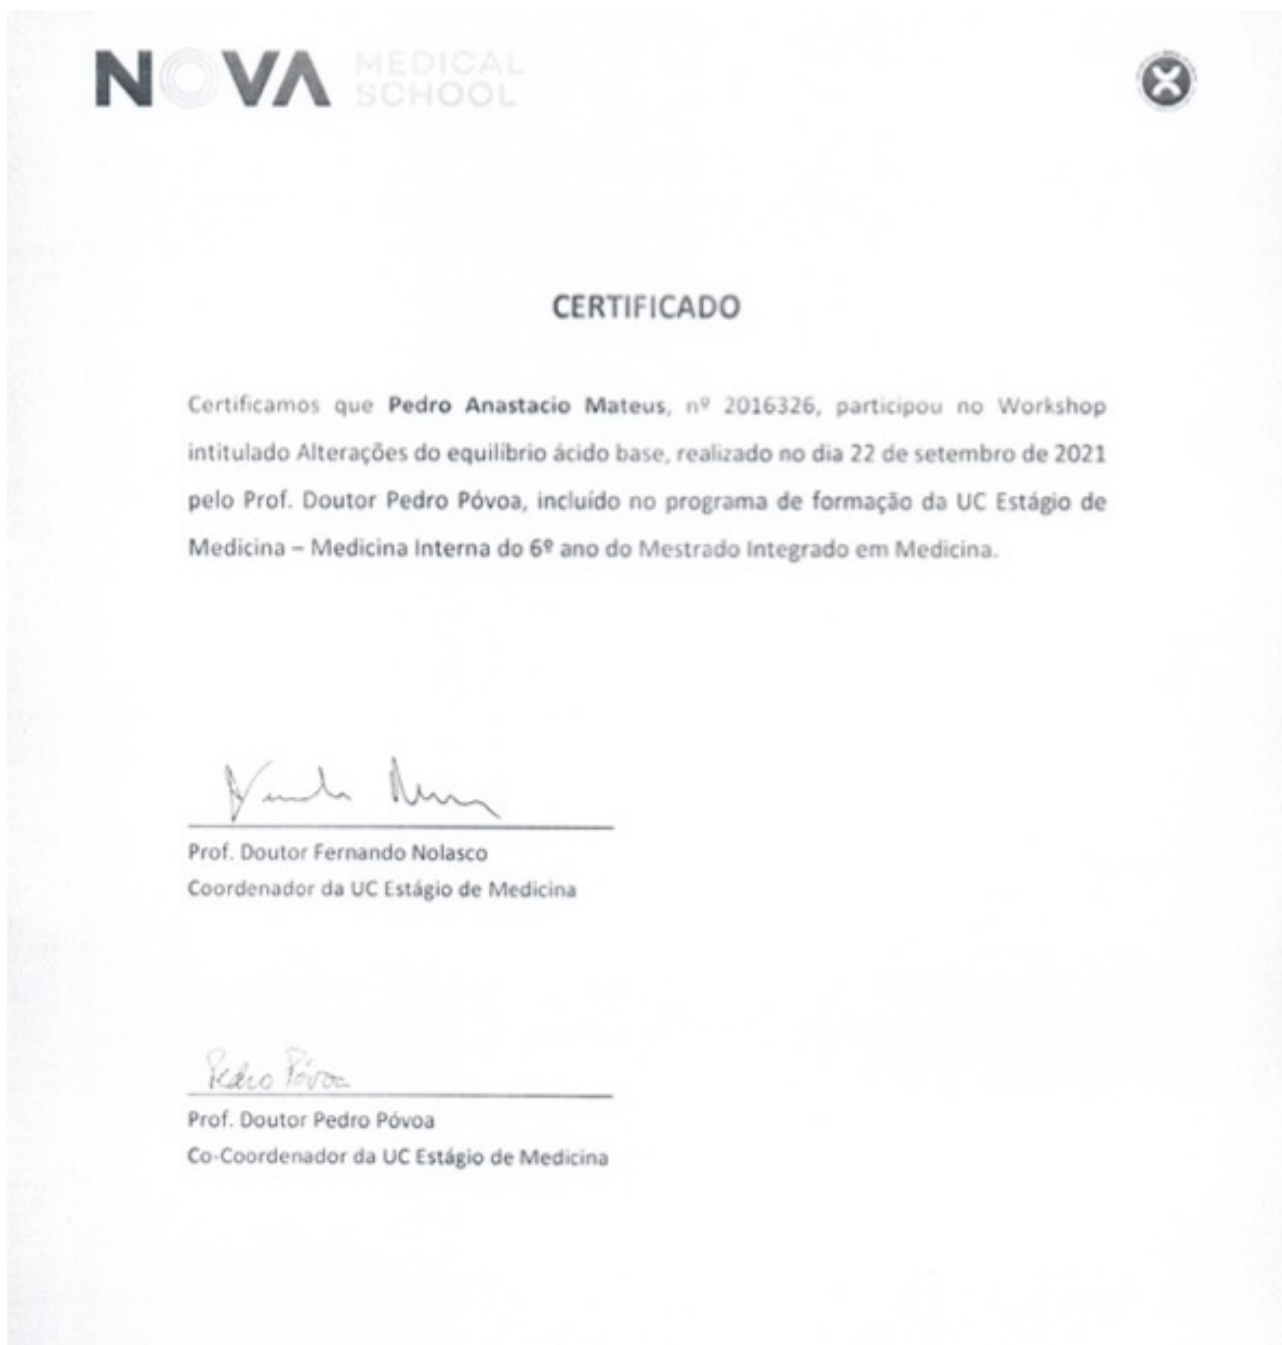 NOVA MEDICAL
SCHOOL
CERTIFICADO
Certificamos que Pedro Anastacio Mateus, nº 2016326, participou no Workshop
intitulado Alterações do equilíbrio ácido base, realizado no dia 22 de setembro de 2021
pelo Prof. Doutor Pedro Póvoa, incluído no programa de formação da UC Estágio de
Medicina – Medicina Interna do 6º ano do Mestrado Integrado em Medicina.
Prof. Doutor Fernando Nolasco
Coordenador da UC Estágio de Medicina
Pedro Póvoa
Prof. Doutor Pedro Póvoa
Co-Coordenador da UC Estágio de Medicina